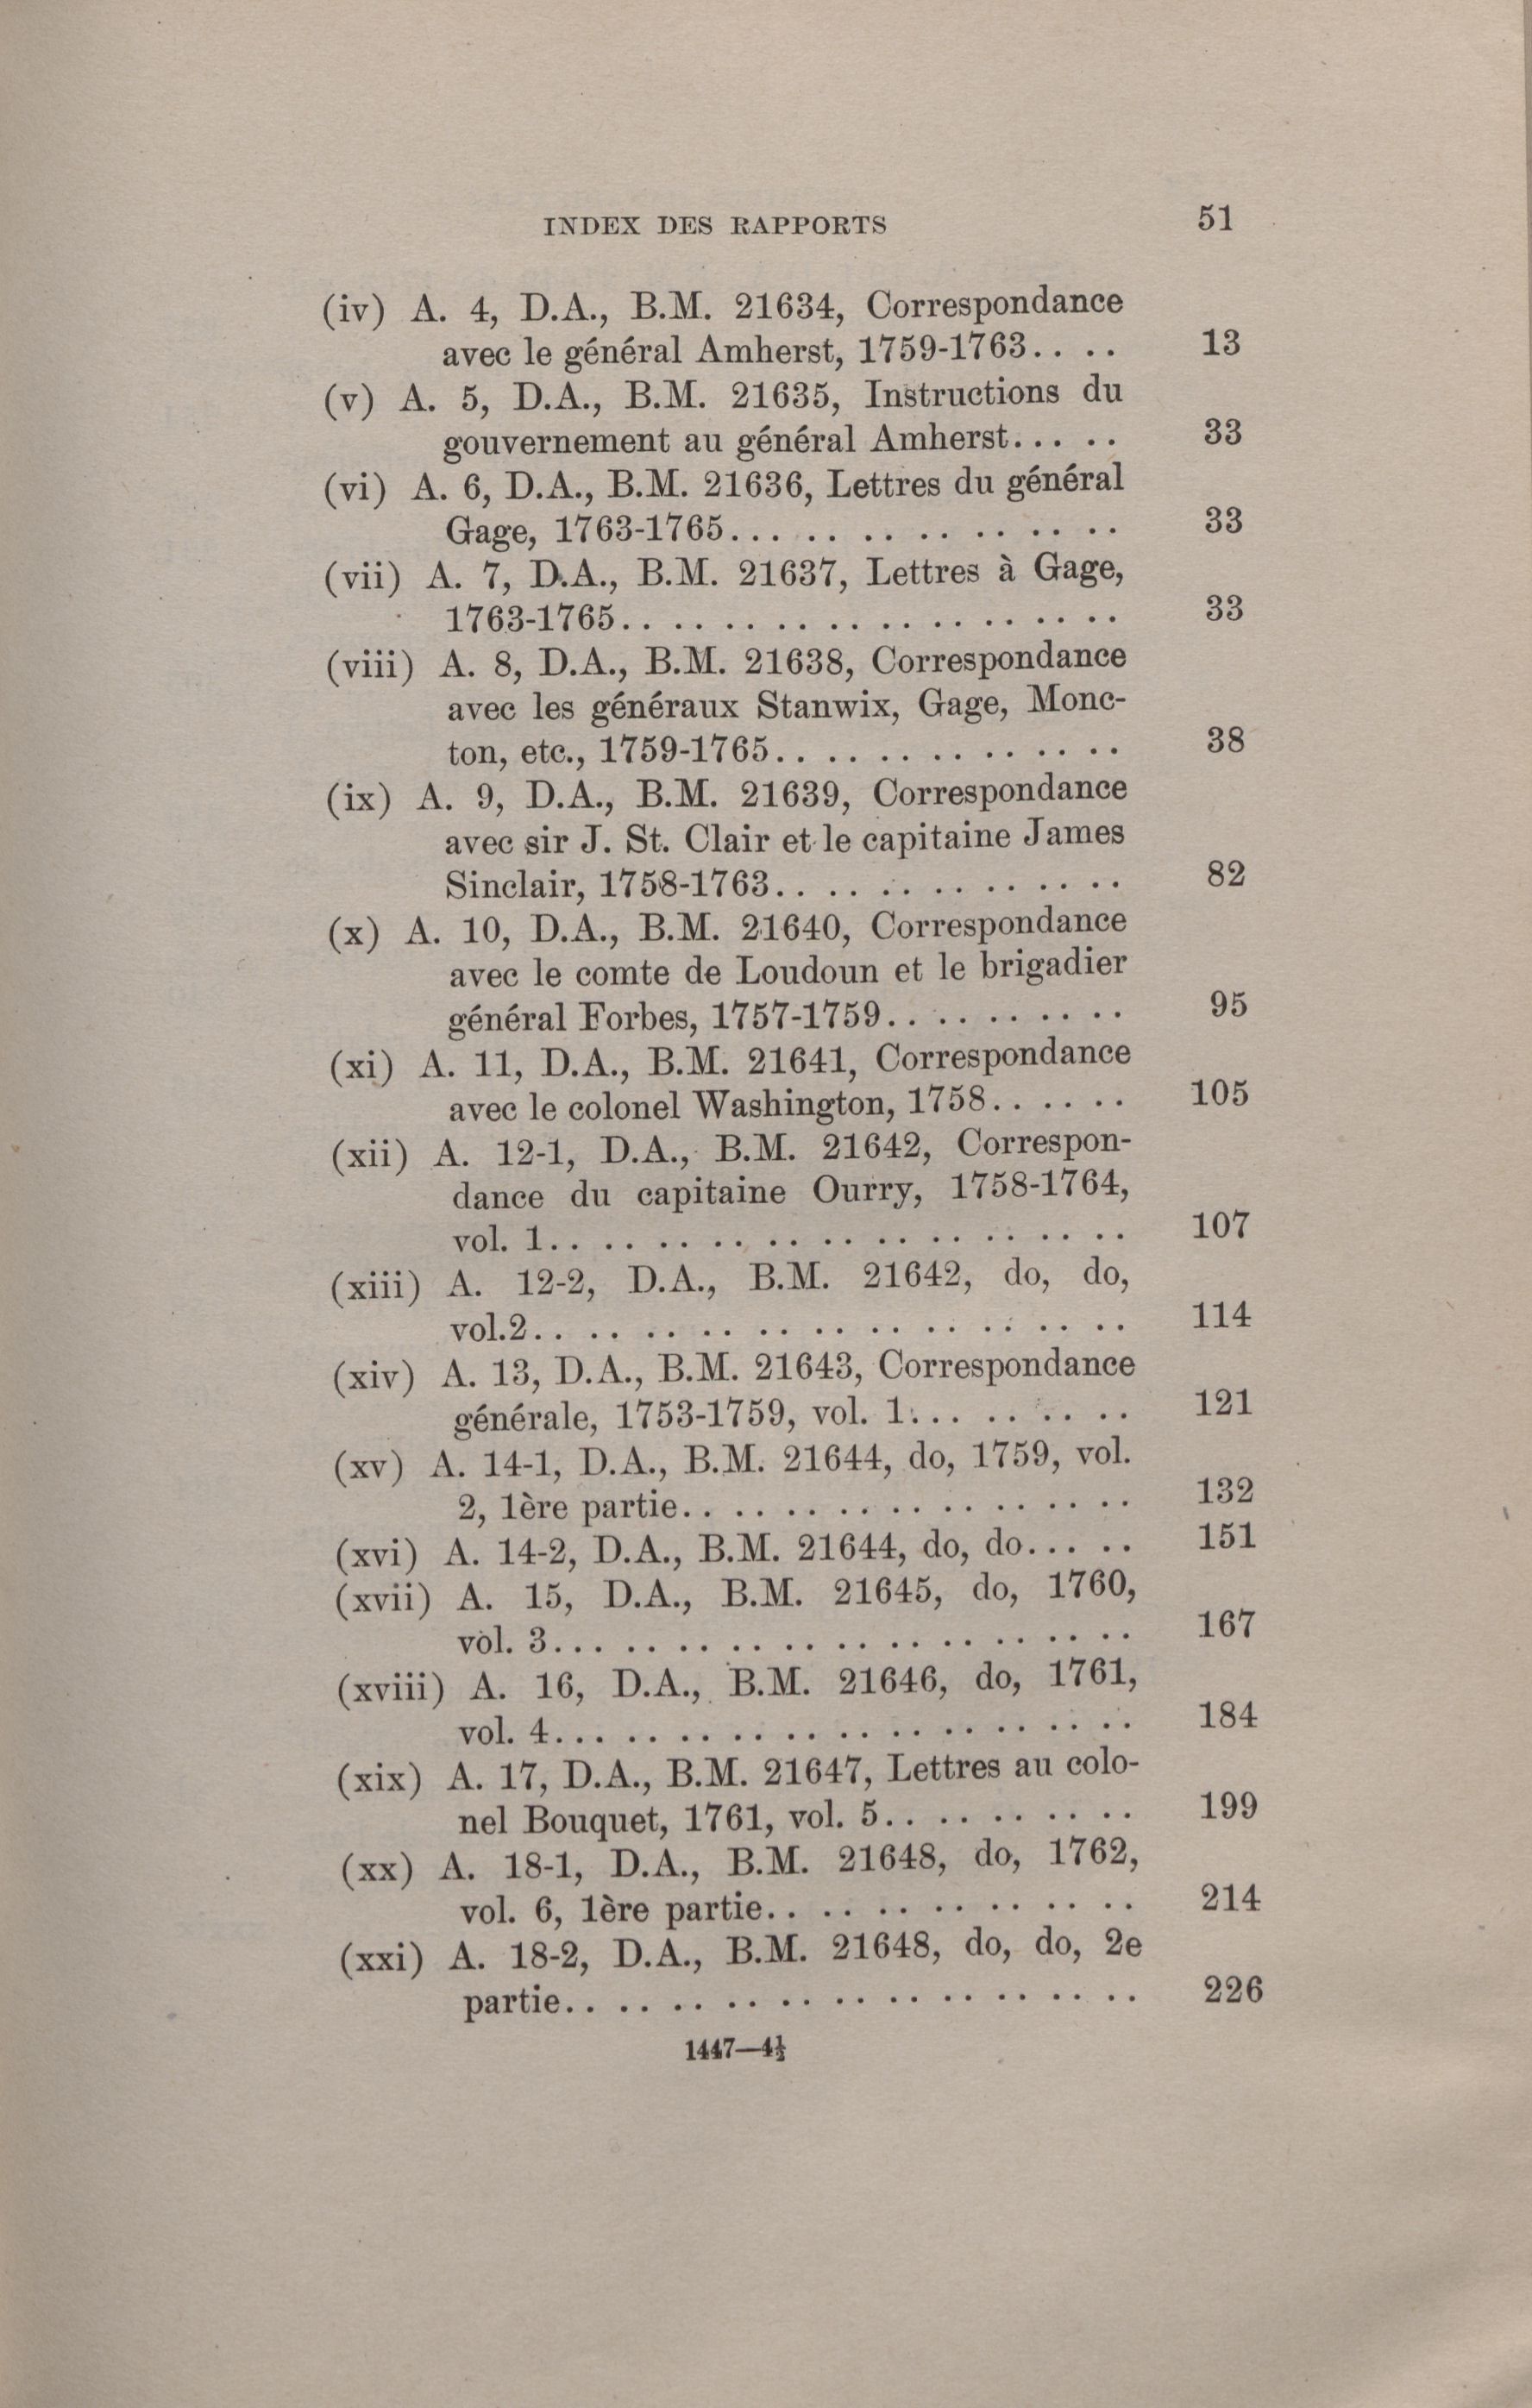 INDEX DES RAPPORTS 51
(iv) A. 4, D.A., B.M. 21634, Correspondance
avec le général Amherst, 1759-1763.. .. 13
(v) A. 5, D.A., B.M. 21635, Instructions du
gouvernement au général Amherst.. .. .. 33
(vi) A. 6, D.A., B.M. 21636, Lettres du général
Gage, 1763-1765.. .. .. .. .. .. .. .. 33
(vii) A. 7, D.A., B.M. 21637, Lettres à Gage,
1763-1765.. .. .. .. .. .. .. .. .. .. 33
(viii) A. 8, D.A., B.M. 21638, Correspondance
avec les généraux Stanwix, Gage, Monc-
ton, etc., 1759-1765.. .. .. .. .. .. .. 38
(ix) A. 9, D.A., B.M. 21639, Correspondance
avec sir J. St. Clair et le capitaine James
Sinclair, 1758-1763.. .. .. .. .. .. .. 82
(x) A. 10, D.A., B.M. 21640, Correspondance
avec le comte de Loudoun et le brigadier
général Forbes, 1757-1759.. .. .. .. .. 95
(xi) A. 11, D.A., B.M. 21641, Correspondance
avec le colonel Washington, 1758.. .. .. 105
(xii) A. 12-1, D.A., B.M. 21642, Correspon-
dance du capitaine Ourry, 1758-1764,
vol. 1.. .. .. .. .. .. .. .. .. .. .. 107
(xiii) A. 12-2, D.A., B.M. 21642, do, do,
vol.2.. .. .. .. .. .. .. .. .. .. .. 114
(xiv) A. 13, D.A., B.M. 21643, Correspondance
générale, 1753-1759, vol. 1.. .. .. .. .. 121
(xv) A. 14-1, D.A., B.M. 21644, do, 1759, vol.
2, 1ère partie.. .. .. .. .. .. .. .. .. 132
(xvi) A. 14-2, D.A., B.M. 21644, do, do.. .. .. 151
(xvii) A. 15, D.A., B.M. 21645, do, 1760,
vol. 3.. .. .. .. .. .. .. .. .. .. .. 167
(xviii) A. 16, D.A., B.M. 21646, do, 1761,
vol. 4.. .. .. .. .. .. .. .. .. .. .. 184
(xix) A. 17, D.A., B.M. 21647, Lettres au colo-
nel Bouquet, 1761, vol. 5.. .. .. .. .. 199
(xx) A. 18-1, D.A., B.M. 21648, do, 1762,
vol. 6, 1ère partie.. .. .. .. .. .. .. 214
(xxi) A. 18-2, D.A., B.M. 21648, do, do, 2e
partie.. .. .. .. .. .. .. .. .. .. .. 226
1447—4½